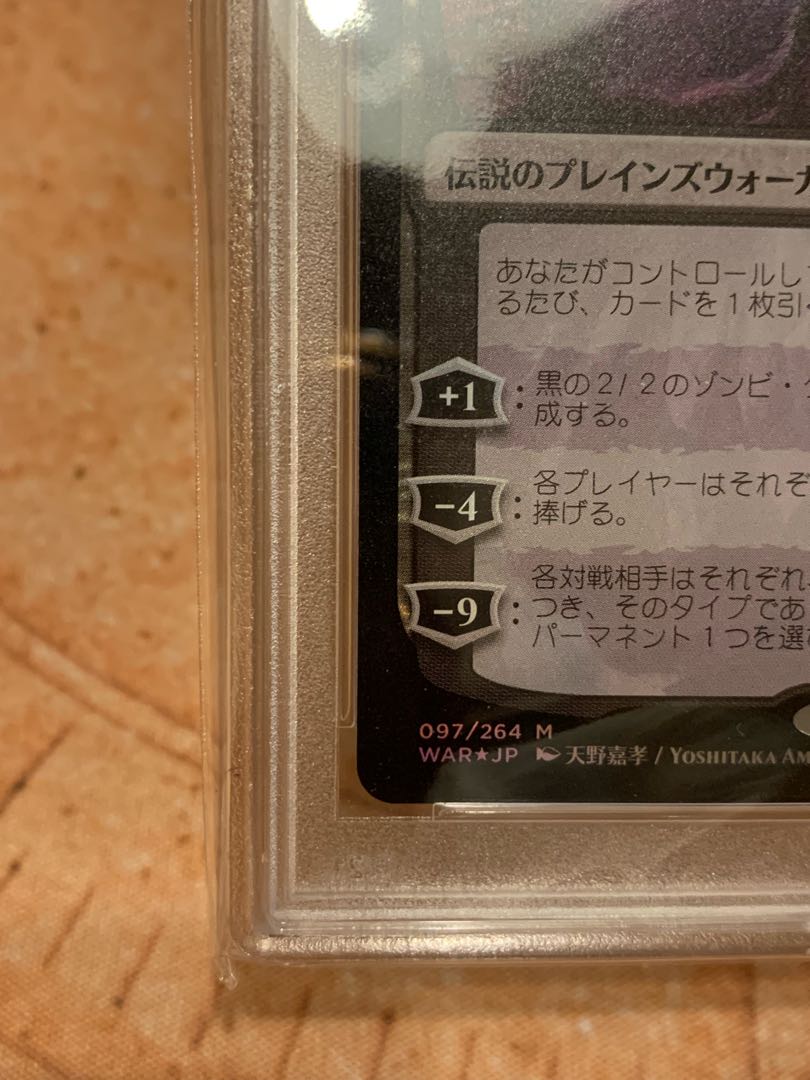 伝説のプレインズウォーカ
あなたがコントロールし
るたび、カードを1枚引
+1
：黒の2/2のゾンビ・
成する。
-4
：各プレイヤーはそれぞ
捧げる。
-9
各対戦相手はそれぞれ、
：つき、そのタイプであ
パーマネント1つを選
097/264 M
WAR★JP 天野嘉孝 / YOSHITAKA AM